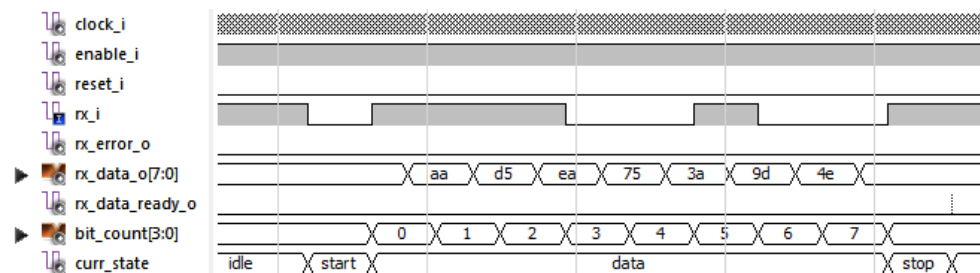 clock_i
enable_i
reset_i
rx_i
rx_error_o
rx_data_o[7:0] aa d5 ea 75 3a 9d 4e
rx_data_ready_o
bit_count[3:0] 0 1 2 3 4 5 6 7
curr_state idle start data stop